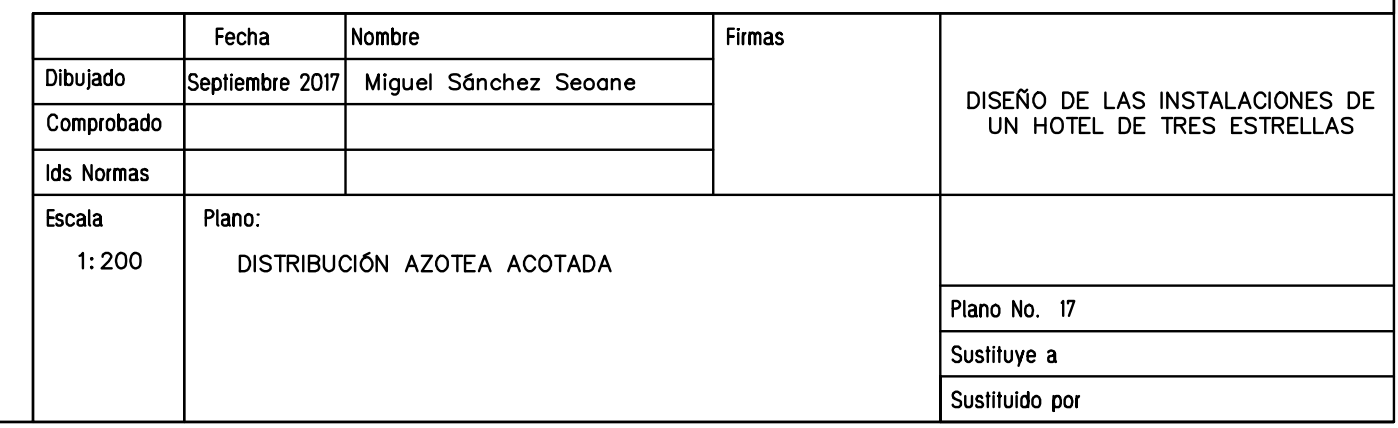 Fecha
Nombre
Firmas
Dibujado
Septiembre 2017
Miguel Sánchez Seoane
Comprobado
Ids Normas
DISEÑO DE LAS INSTALACIONES DE
UN HOTEL DE TRES ESTRELLAS
Escala
1:200
Plano:
DISTRIBUCIÓN AZOTEA ACOTADA
Plano No. 17
Sustituye a
Sustituido por